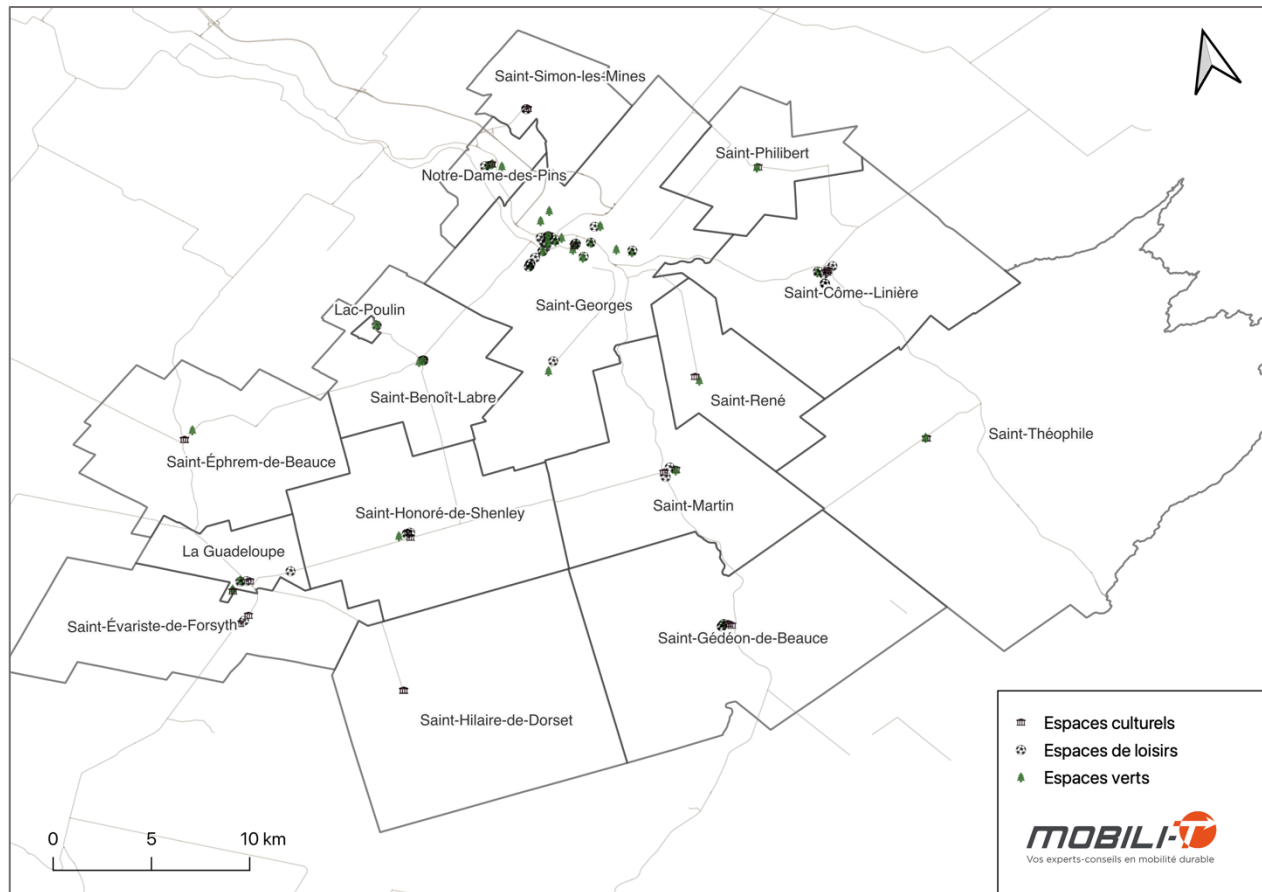 Saint-Simon-les-Mines
Saint-Philibert
Notre-Dame-des-Pins
Saint-Côme--Linière
Saint-Georges
Lac-Poulin
Saint-Benoît-Labre
Saint-René
Saint-Théophile
Saint-Éphrem-de-Beauce
Saint-Martin
Saint-Honoré-de-Shenley
La Guadeloupe
Saint-Évariste-de-Forsyth
Saint-Gédéon-de-Beauce
Saint-Hilaire-de-Dorset
Espaces culturels
Espaces de loisirs
Espaces verts
0 5 10 km
MOBILI-T
Vos experts-conseils en mobilité durable